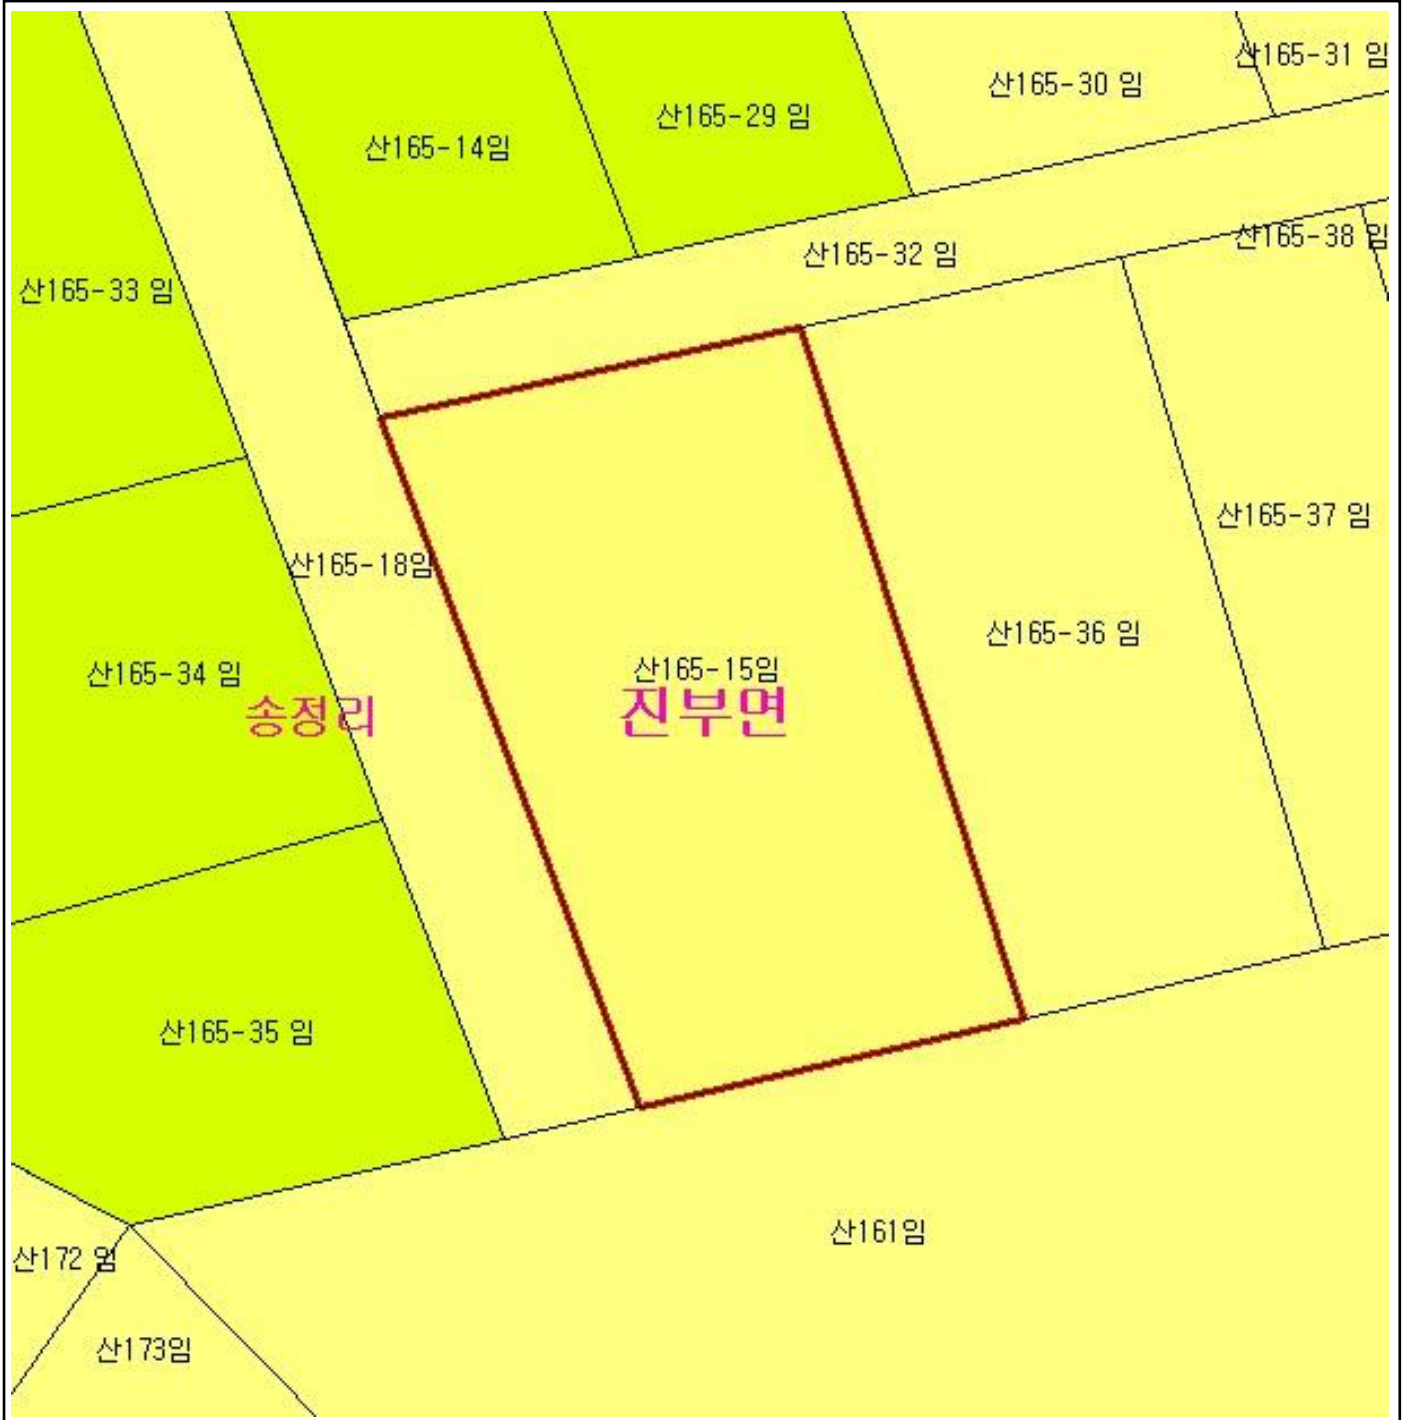 산165-31 임
산165-30 임
산165-29 임
산165-14임
산165-38 임
산165-32 임
산165-33 임
산165-37 임
산165-18임
산165-36 임
산165-15임
산165-34 임
진부면
송정리
산165-35 임
산161임
산172 임
산173임